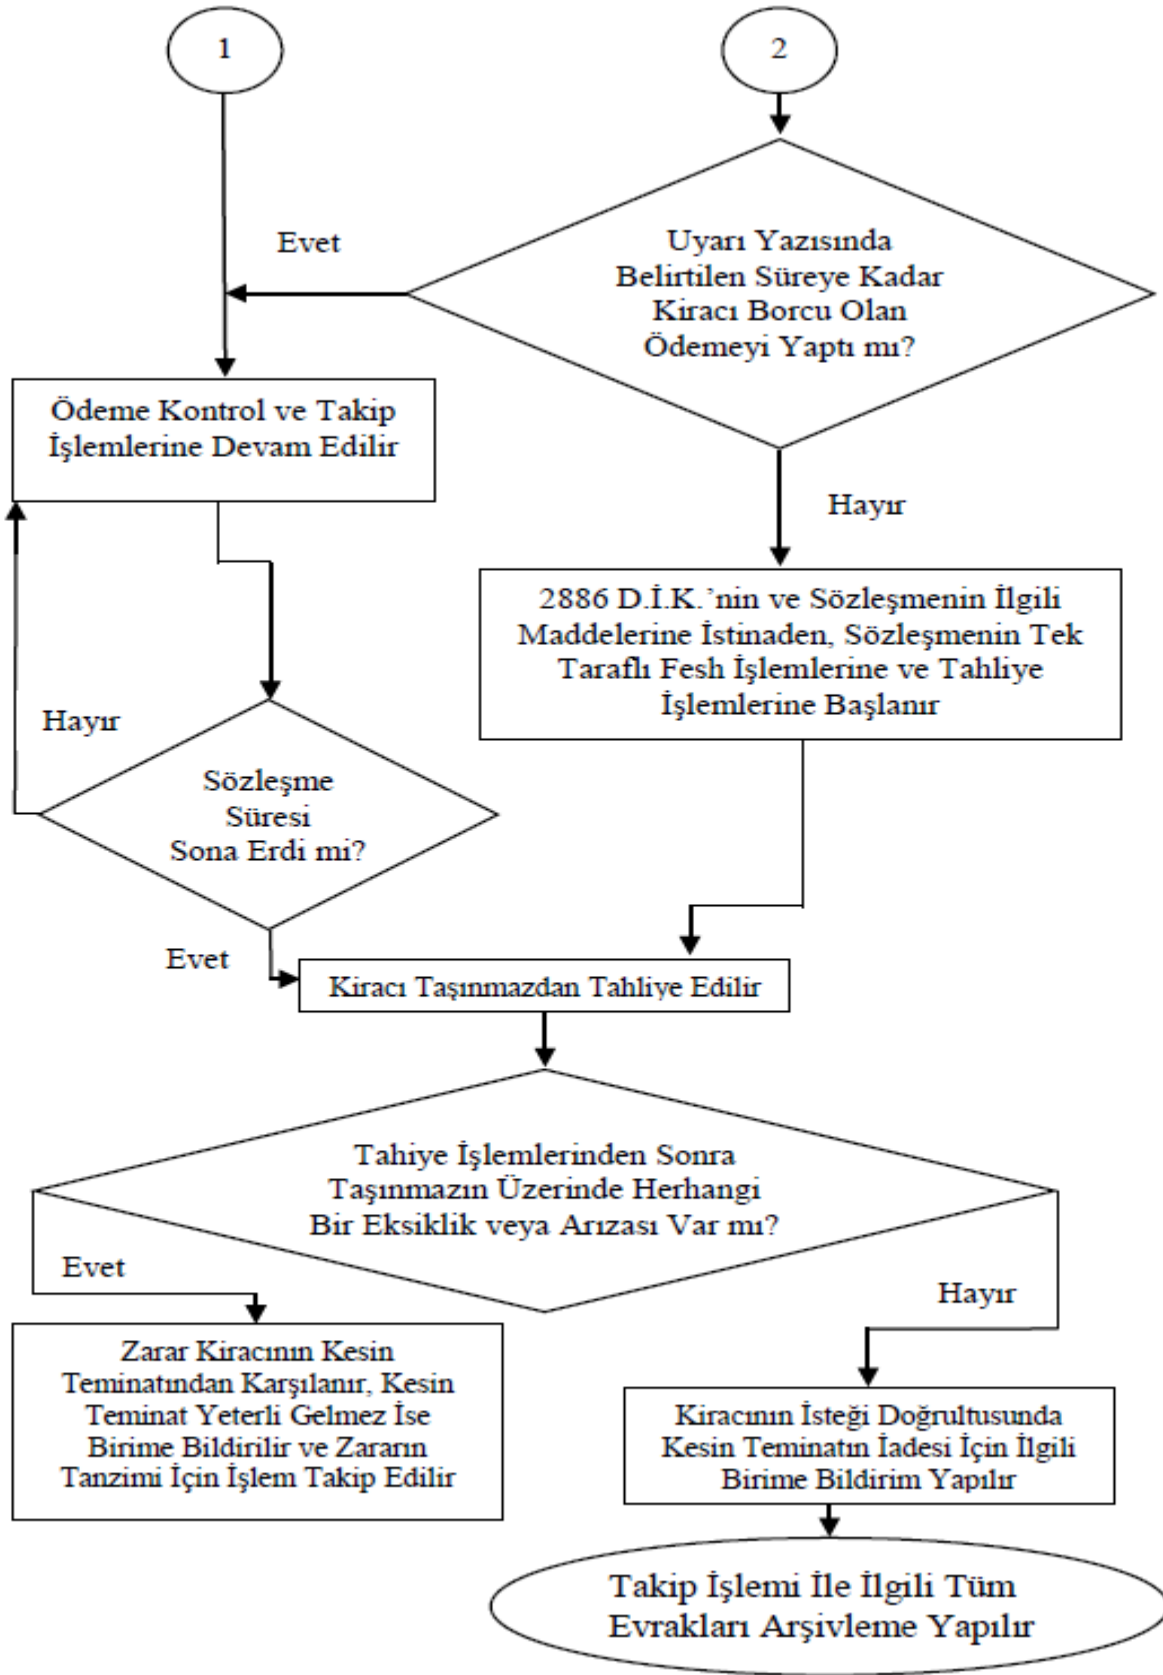 1
2
Evet
Uyarı Yazısında
Belirtilen Süreye Kadar
Kiracı Borcu Olan
Ödemeyi Yaptı mı?
Ödeme Kontrol ve Takip
İşlemlerine Devam Edilir
Hayır
2886 D.İ.K.’nin ve Sözleşmenin İlgili
Maddelerine İstinaden, Sözleşmenin Tek
Taraflı Fesh İşlemlerine ve Tahliye
İşlemlerine Başlanır
Hayır
Sözleşme
Süresi
Sona Erdi mi?
Evet
Kiracı Taşınmazdan Tahliye Edilir
Tahiye İşlemlerinden Sonra
Taşınmazın Üzerinde Herhangi
Bir Eksiklik veya Arızası Var mı?
Evet
Hayır
Zarar Kiracının Kesin
Teminatından Karşılanır, Kesin
Teminat Yeterli Gelmez İse
Birime Bildirilir ve Zararın
Tanzimi İçin İşlem Takip Edilir
Kiracının İsteği Doğrultusunda
Kesin Teminatın İadesi İçin İlgili
Birime Bildirim Yapılır
Takip İşlemi İle İlgili Tüm
Evrakları Arşivleme Yapılır